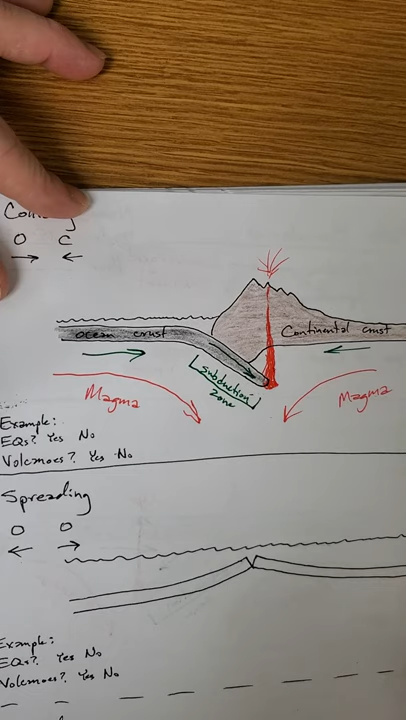 O C
ocean crust
Continental crust
Subduction
Zone
Magma
Magma
Example:
EQs? Yes No
Volcanoes? Yes No
Spreading
O O
Example:
EQs? Yes No
Volcanoes? Yes No